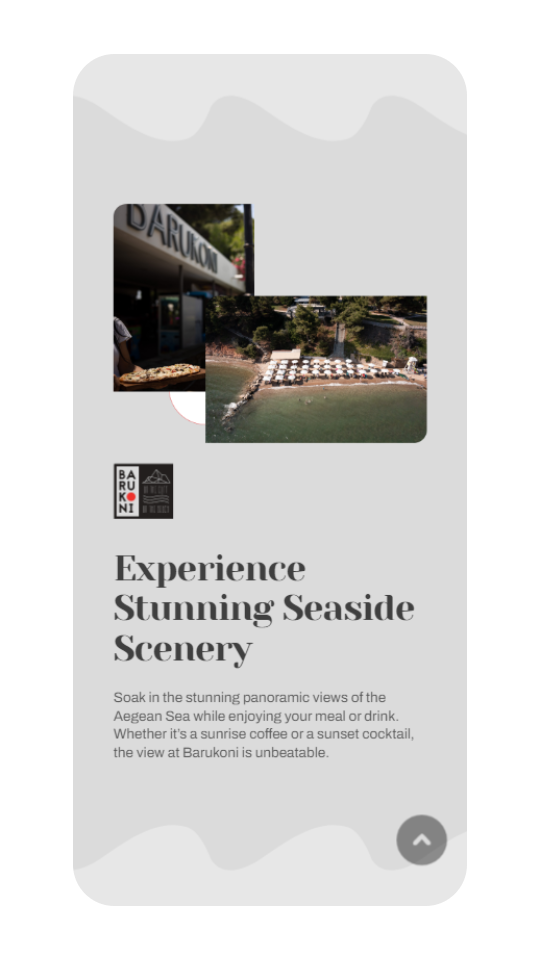 BARUKONI
BA
RU
KO
NI
Experience
Stunning Seaside
Scenery
Soak in the stunning panoramic views of the
Aegean Sea while enjoying your meal or drink.
Whether it's a sunrise coffee or a sunset cocktail,
the view at Barukoni is unbeatable.